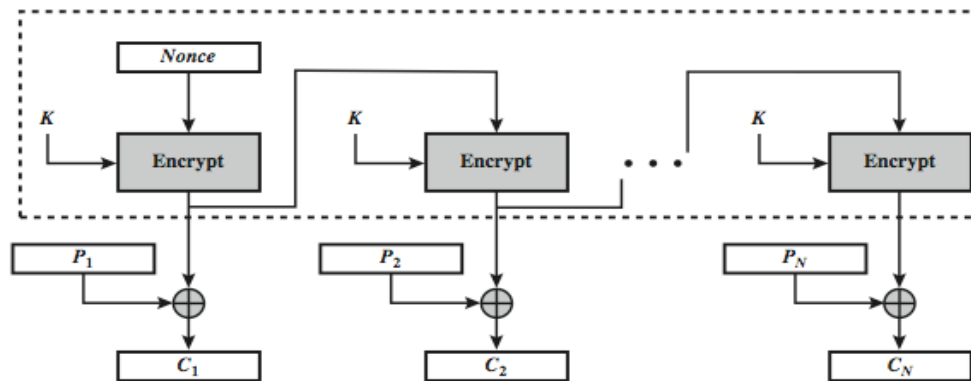 Nonce
K
K
K
Encrypt
Encrypt
• • •
Encrypt
P1
P2
PN
C1
C2
CN